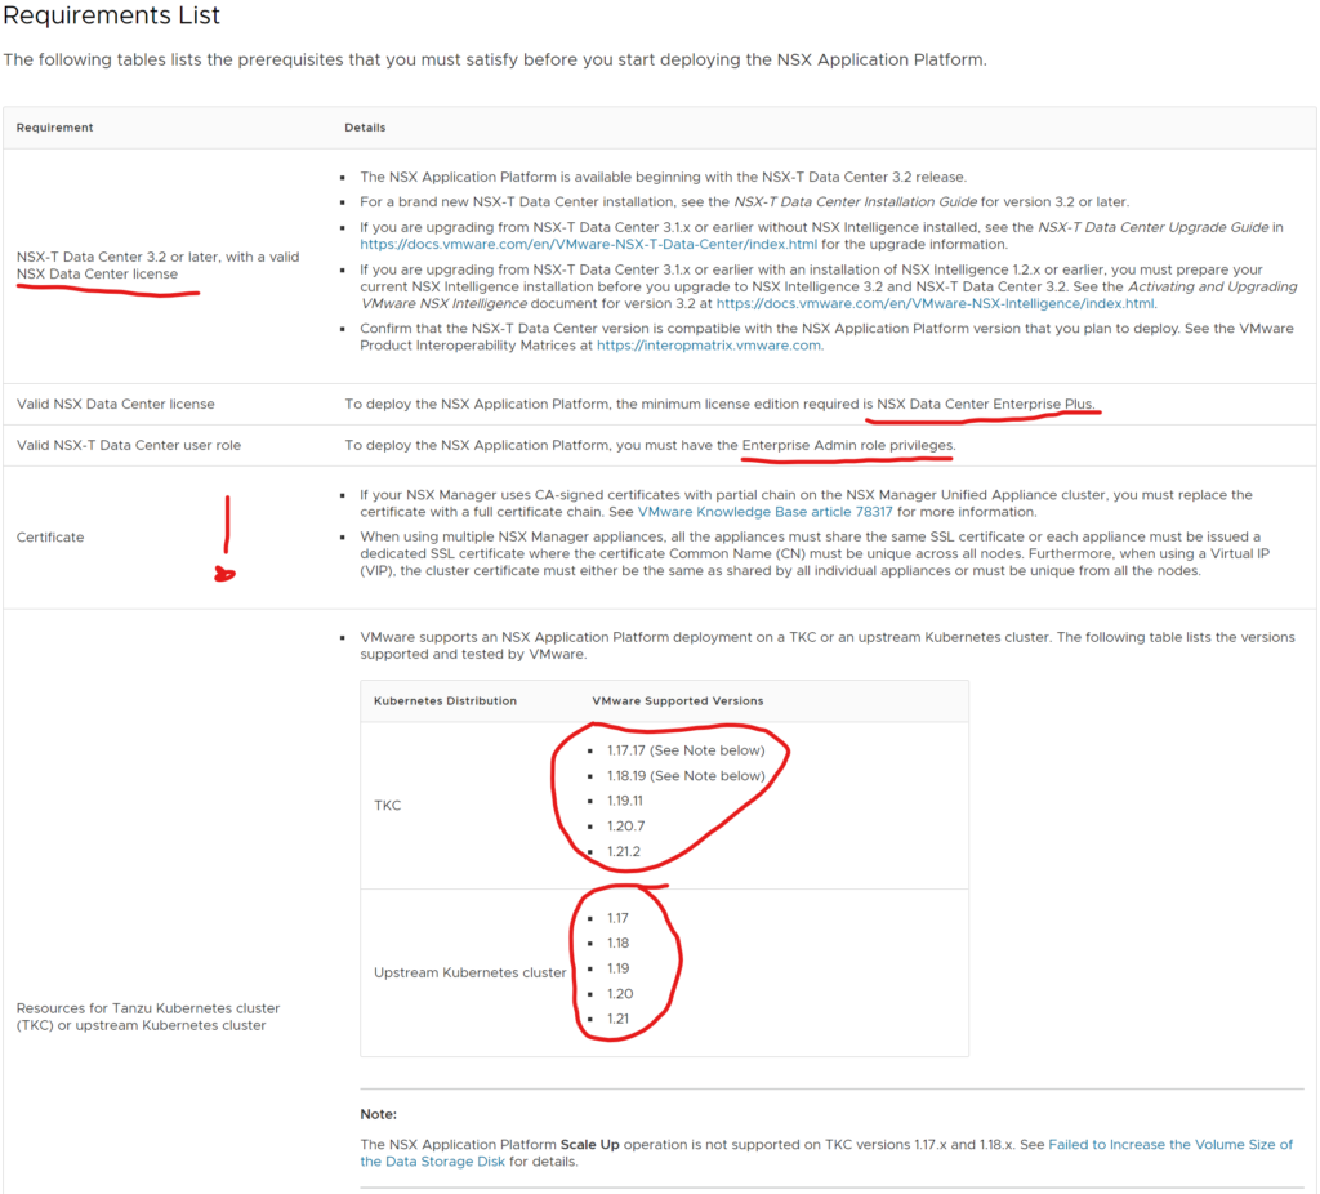 Requirements List
The following tables lists the prerequisites that you must satisfy before you start deploying the NSX Application Platform.
Requirement
Details
NSX-T Data Center 3.2 or later, with a valid
NSX Data Center license
▪ The NSX Application Platform is available beginning with the NSX-T Data Center 3.2 release.
▪ For a brand new NSX-T Data Center installation, see the NSX-T Data Center Installation Guide for version 3.2 or later.
▪ If you are upgrading from NSX-T Data Center 3.1.x or earlier without NSX Intelligence installed, see the NSX-T Data Center Upgrade Guide in
https://docs.vmware.com/en/VMware-NSX-T-Data-Center/index.html for the upgrade information.
▪ If you are upgrading from NSX-T Data Center 3.1.x or earlier with an installation of NSX Intelligence 1.2.x or earlier, you must prepare your
current NSX Intelligence installation before you upgrade to NSX Intelligence 3.2 and NSX-T Data Center 3.2. See the Activating and Upgrading
VMware NSX Intelligence document for version 3.2 at https://docs.vmware.com/en/VMware-NSX-Intelligence/index.html.
▪ Confirm that the NSX-T Data Center version is compatible with the NSX Application Platform version that you plan to deploy. See the VMware
Product Interoperability Matrices at https://interopmatrix.vmware.com.
Valid NSX Data Center license
To deploy the NSX Application Platform, the minimum license edition required is NSX Data Center Enterprise Plus.
Valid NSX-T Data Center user role
To deploy the NSX Application Platform, you must have the Enterprise Admin role privileges.
Certificate
!
▪ If your NSX Manager uses CA-signed certificates with partial chain on the NSX Manager Unified Appliance cluster, you must replace the
certificate with a full certificate chain. See VMware Knowledge Base article 78317 for more information.
▪ When using multiple NSX Manager appliances, all the appliances must share the same SSL certificate or each appliance must be issued a
dedicated SSL certificate where the certificate Common Name (CN) must be unique across all nodes. Furthermore, when using a Virtual IP
(VIP), the cluster certificate must either be the same as shared by all individual appliances or must be unique from all the nodes.
Resources for Tanzu Kubernetes cluster
(TKC) or upstream Kubernetes cluster
▪ VMware supports an NSX Application Platform deployment on a TKC or an upstream Kubernetes cluster. The following table lists the versions
supported and tested by VMware.
Kubernetes Distribution
VMware Supported Versions
TKC
▪ 1.17.17 (See Note below)
▪ 1.18.19 (See Note below)
▪ 1.19.11
▪ 1.20.7
▪ 1.21.2
Upstream Kubernetes cluster
▪ 1.17
▪ 1.18
▪ 1.19
▪ 1.20
▪ 1.21
Note:
The NSX Application Platform Scale Up operation is not supported on TKC versions 1.17.x and 1.18.x. See Failed to Increase the Volume Size of
the Data Storage Disk for details.